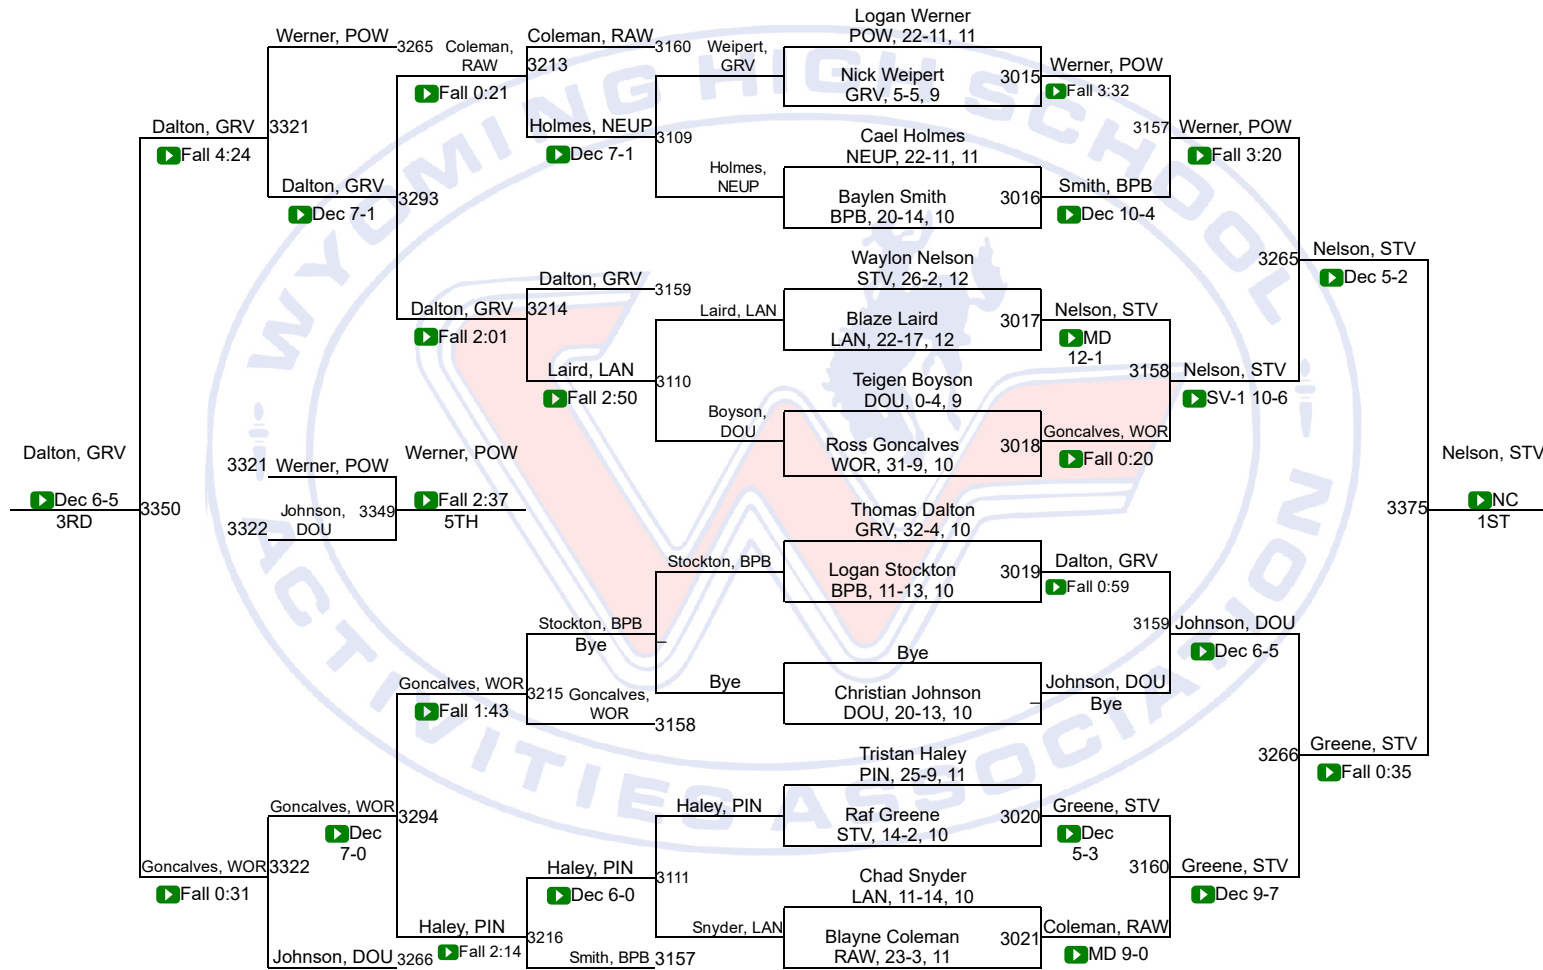 Logan Werner
POW, 22-11, 11
Werner, POW
3265
Coleman,
RAW
Coleman, RAW
3160
Weipert,
GRV
3213
Nick Weipert
GRV, 5-5, 9
3015
Werner, POW
Fall 3:32
Fall 0:21
Dalton, GRV
3321
Fall 4:24
Holmes, NEUP
3109
Dec 7-1
Cael Holmes
NEUP, 22-11, 11
3157
Werner, POW
Fall 3:20
Holmes,
NEUP
Baylen Smith
BPB, 20-14, 10
3016
Smith, BPB
Dec 10-4
Dalton, GRV
3293
Dec 7-1
Waylon Nelson
STV, 26-2, 12
3265
Nelson, STV
Dec 5-2
Dalton, GRV
3159
Dalton, GRV
3214
Fall 2:01
Laird, LAN
Blaze Laird
LAN, 22-17, 12
3017
Nelson, STV
MD
12-1
Laird, LAN
3110
Fall 2:50
Teigen Boyson
DOU, 0-4, 9
3158
Nelson, STV
SV-1 10-6
Boyson,
DOU
Ross Goncalves
WOR, 31-9, 10
3018
Goncalves, WOR
Fall 0:20
Dalton, GRV
Dec 6-5
3RD
3350
3321
Werner, POW
3322
Johnson,
DOU
3349
Werner, POW
Fall 2:37
5TH
Nelson, STV
3375
NC
1ST
Thomas Dalton
GRV, 32-4, 10
Stockton, BPB
Logan Stockton
BPB, 11-13, 10
3019
Dalton, GRV
Fall 0:59
Stockton, BPB
Bye
3159
Johnson, DOU
Dec 6-5
Bye
Bye
Christian Johnson
DOU, 20-13, 10
Johnson, DOU
Bye
Goncalves, WOR
3215
Fall 1:43
Goncalves,
WOR
3158
Tristan Haley
PIN, 25-9, 11
3266
Greene, STV
Fall 0:35
Goncalves, WOR
3294
Dec
7-0
Haley, PIN
Raf Greene
STV, 14-2, 10
3020
Greene, STV
Dec
5-3
Goncalves, WOR
3322
Fall 0:31
Haley, PIN
3111
Dec 6-0
Chad Snyder
LAN, 11-14, 10
3160
Greene, STV
Dec 9-7
Haley, PIN
3216
Fall 2:14
Snyder, LAN
Blayne Coleman
RAW, 23-3, 11
3021
Coleman, RAW
MD 9-0
Johnson, DOU
3266
Smith, BPB
3157
WYOMING HIGH SCHOOL
ACTIVITIES ASSOCIATION